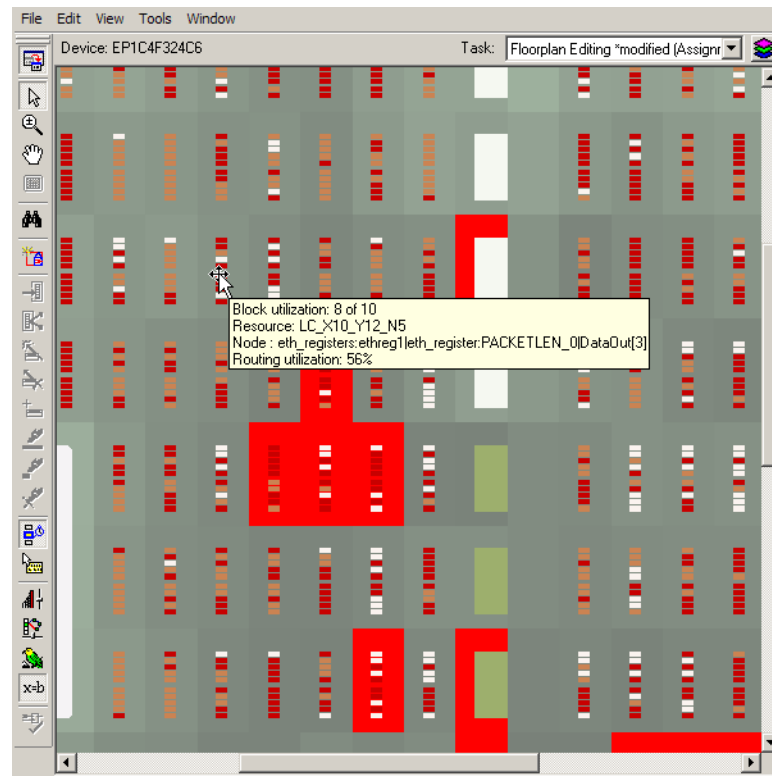 File Edit View Tools Window
Device: EP1C4F324C6 Task: Floorplan Editing *modified (Assignr
Block utilization: 8 of 10
Resource: LC_X10_Y12_N5
Node : eth_registers:ethreg1|eth_register:PACKETLEN_0|DataOut[3]
Routing utilization: 56%
x=b